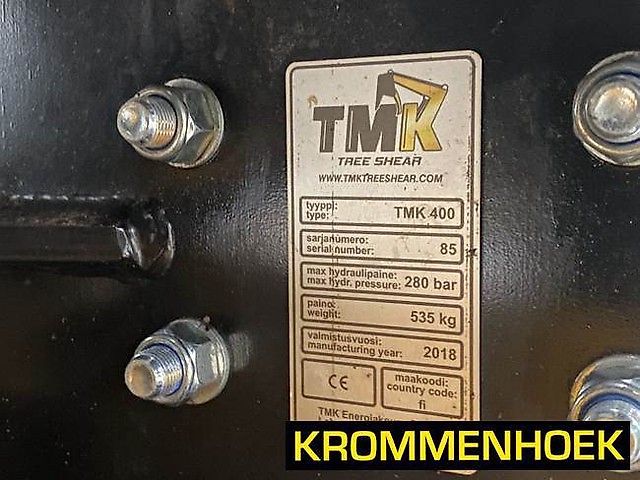 TMK
TREE SHEAR
WWW.TMKTREESHEAR.COM
tyyppi:
type: TMK 400
sarjanumero:
serial number: 85
max hydraulipaine:
max hydr. pressure: 280 bar
paino:
weight: 535 kg
valmistusvuosi:
manufacturing year: 2018
CE
maakoodi:
country code:
fi
TMK
KROMMENHOEK